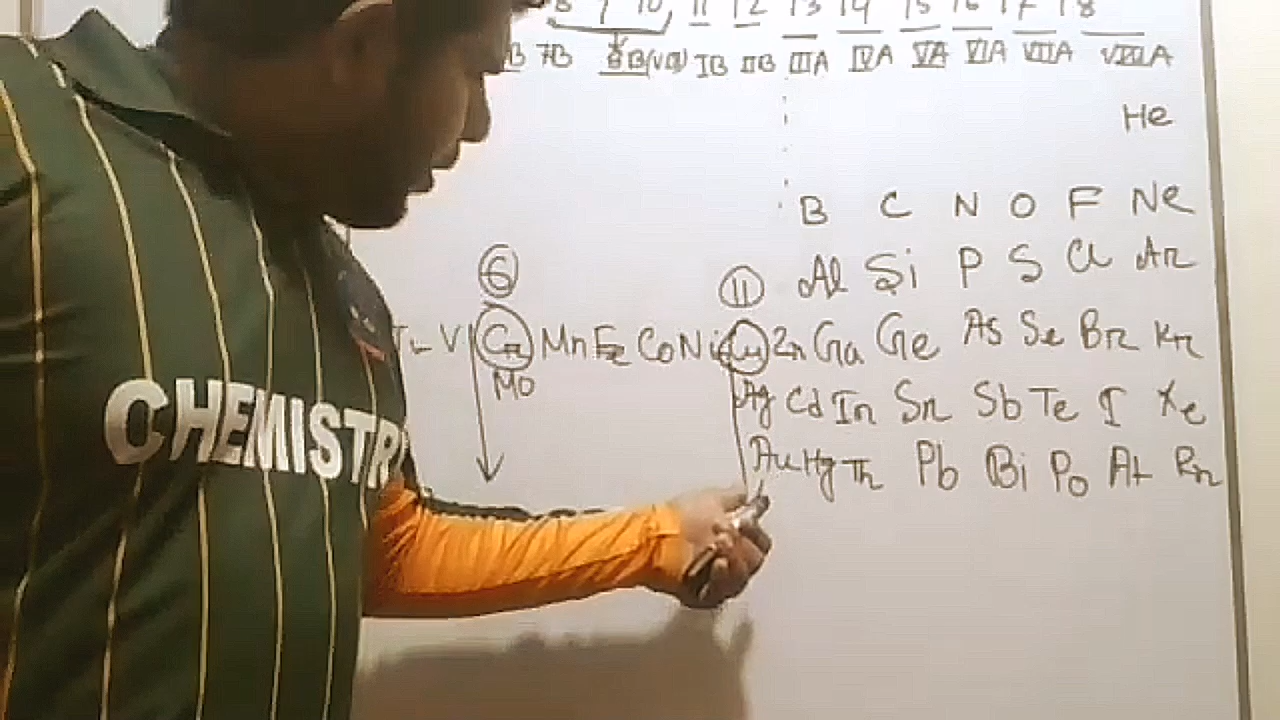 8 9 10 11 12 13 14 15 16 17 18
B 7B 8B(VIII) IB IIB IIIA IVA VA VIA VIIA VIIIA
He
B C N O F Ne
6 11 Al Si P S Cl Ar
V Cr Mn Fe Co Ni Cu Zn Ga Ge As Se Br Kr
Mo Ag Cd In Sn Sb Te I Xe
Au Hg Th Pb Bi Po At Rn
CHEMISTR